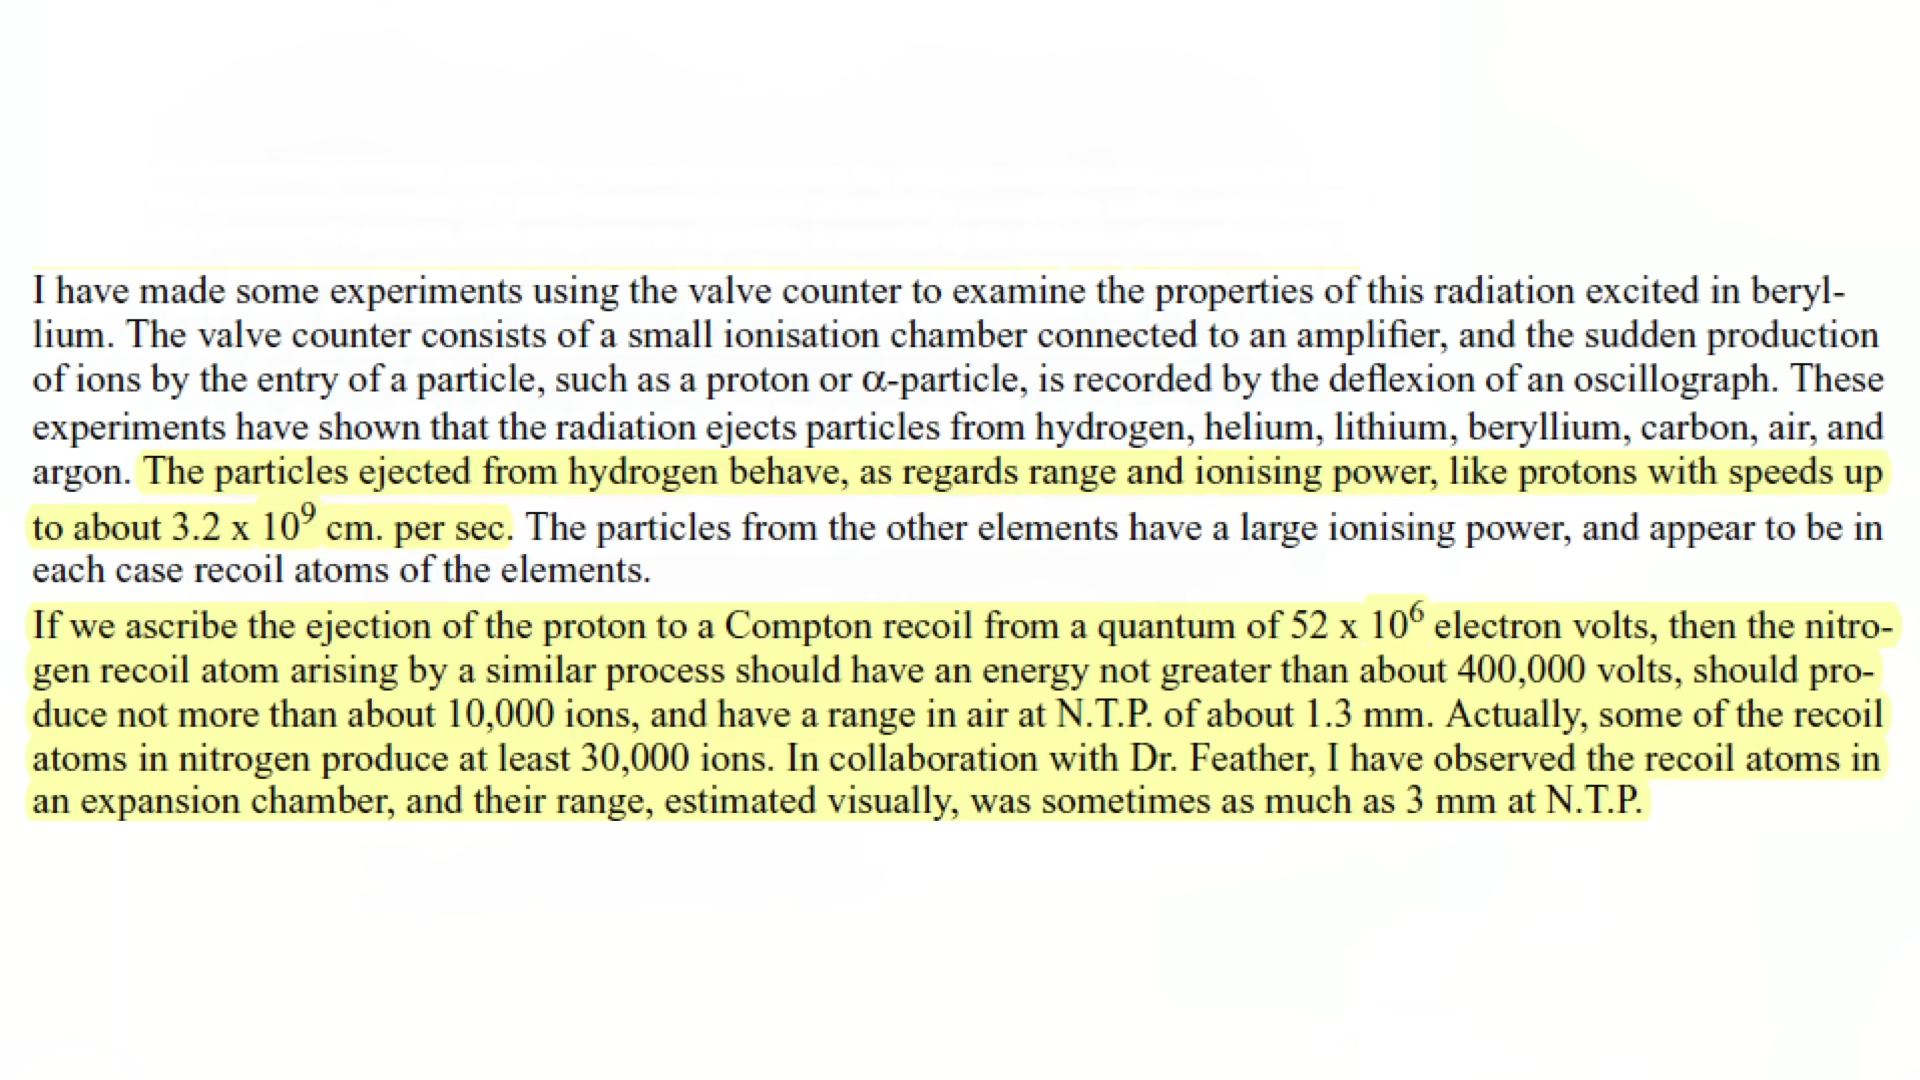 I have made some experiments using the valve counter to examine the properties of this radiation excited in beryl-
lium. The valve counter consists of a small ionisation chamber connected to an amplifier, and the sudden production
of ions by the entry of a particle, such as a proton or α-particle, is recorded by the deflexion of an oscillograph. These
experiments have shown that the radiation ejects particles from hydrogen, helium, lithium, beryllium, carbon, air, and
argon. The particles ejected from hydrogen behave, as regards range and ionising power, like protons with speeds up
to about 3.2 x 10⁹ cm. per sec. The particles from the other elements have a large ionising power, and appear to be in
each case recoil atoms of the elements.
If we ascribe the ejection of the proton to a Compton recoil from a quantum of 52 x 10⁶ electron volts, then the nitro-
gen recoil atom arising by a similar process should have an energy not greater than about 400,000 volts, should pro-
duce not more than about 10,000 ions, and have a range in air at N.T.P. of about 1.3 mm. Actually, some of the recoil
atoms in nitrogen produce at least 30,000 ions. In collaboration with Dr. Feather, I have observed the recoil atoms in
an expansion chamber, and their range, estimated visually, was sometimes as much as 3 mm at N.T.P.